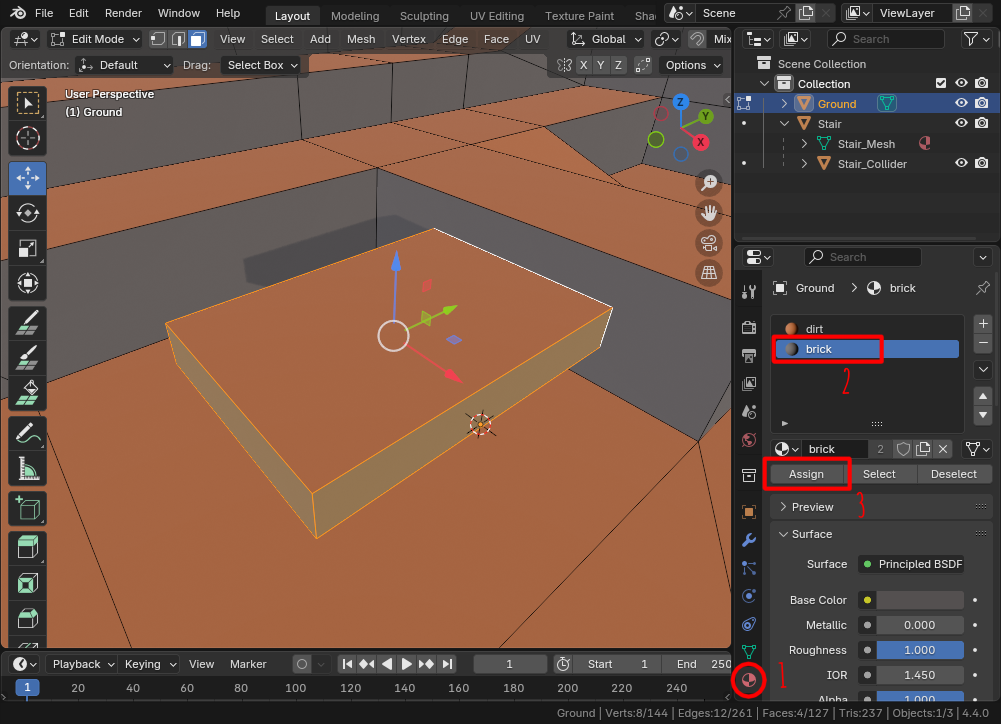 File Edit Render Window Help Layout Modeling Sculpting UV Editing Texture Paint Sha Scene ViewLayer
Edit Mode View Select Add Mesh Vertex Edge Face UV Global Mix Search
Orientation: Default Drag: Select Box X Y Z Options
Scene Collection
Collection
Ground
Stair
Stair_Mesh
Stair_Collider
User Perspective
(1) Ground
Z
Y
X
Search
Ground > brick
dirt
brick
2
brick 2
Assign Select Deselect
3
Preview
Surface
Surface Principled BSDF
Base Color
Metallic 0.000
Roughness 1.000
IOR 1.450
Alpha 1.000
1
Playback Keying View Marker 1 Start 1 End 250
1 20 40 60 80 100 120 140 160 180 200 220 240
Ground | Verts:8/144 | Edges:12/261 | Faces:4/127 | Tris:237 | Objects:1/3 | 4.4.0